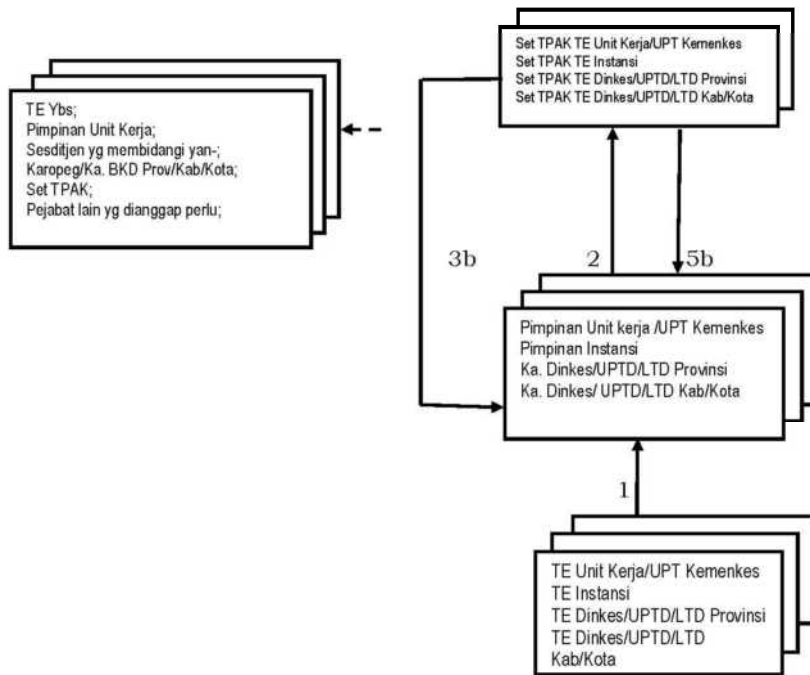 Set TPAK TE Unit Kerja/UPT Kemenkes
Set TPAK TE Instansi
Set TPAK TE Dinkes/UPTD/LTD Provinsi
Set TPAK TE Dinkes/UPTD/LTD Kab/Kota
TE Ybs;
Pimpinan Unit Kerja;
Sesditjen yg membidangi yan-;
Karopeg/Ka. BKD Prov/Kab/Kota;
Set TPAK;
Pejabat lain yg dianggap perlu;
3b
2
5b
Pimpinan Unit kerja /UPT Kemenkes
Pimpinan Instansi
Ka. Dinkes/UPTD/LTD Provinsi
Ka. Dinkes/ UPTD/LTD Kab/Kota
1
TE Unit Kerja/UPT Kemenkes
TE Instansi
TE Dinkes/UPTD/LTD Provinsi
TE Dinkes/UPTD/LTD
Kab/Kota